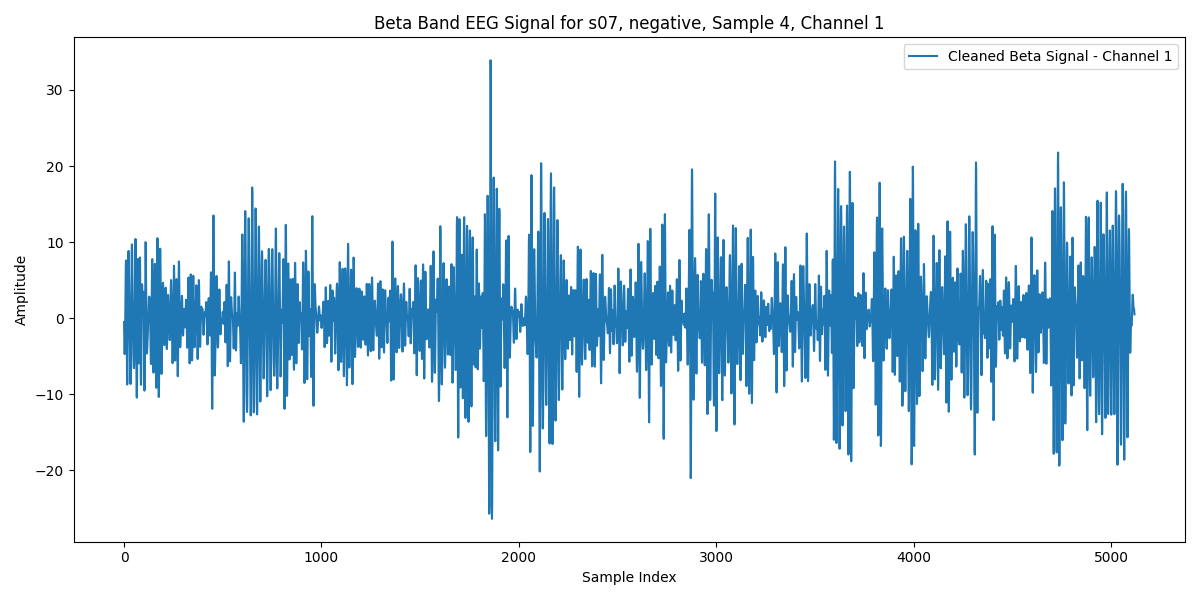 Beta Band EEG Signal for s07, negative, Sample 4, Channel 1
Cleaned Beta Signal - Channel 1
Amplitude
30
20
10
0
−10
−20
0 1000 2000 3000 4000 5000
Sample Index